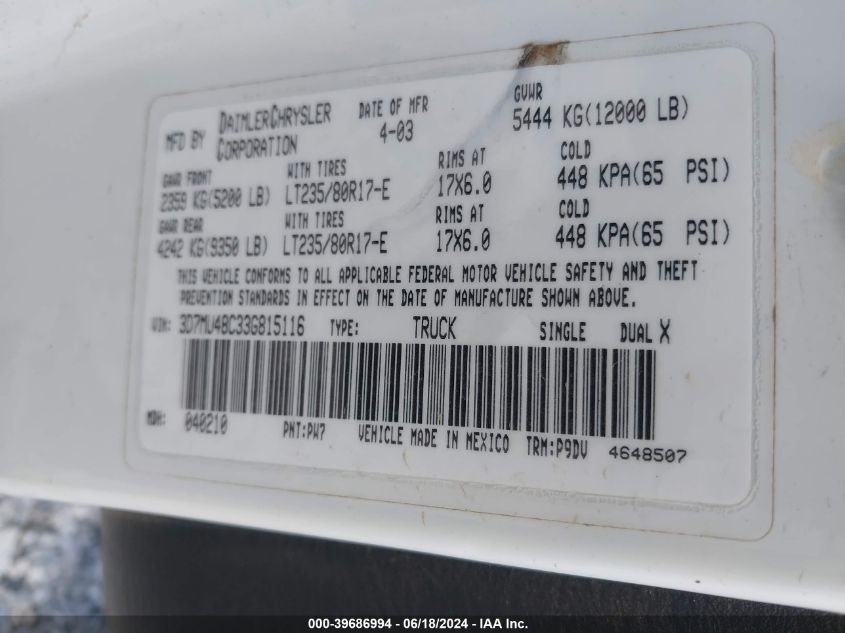 MFD BY DAIMLERCHRYSLER CORPORATION DATE OF MFR 4-03 GVWR 5444 KG(12000 LB)
GAWR FRONT WITH TIRES RIMS AT COLD
2359 KG(5200 LB) LT235/80R17-E 17X6.0 448 KPA(65 PSI)
GAWR REAR WITH TIRES RIMS AT COLD
4242 KG(9350 LB) LT235/80R17-E 17X6.0 448 KPA(65 PSI)
THIS VEHICLE CONFORMS TO ALL APPLICABLE FEDERAL MOTOR VEHICLE SAFETY AND THEFT
PREVENTION STANDARDS IN EFFECT ON THE DATE OF MANUFACTURE SHOWN ABOVE.
VIN: 3D7MU48C33G815116 TYPE: TRUCK SINGLE DUAL X
MDH: 040210 PNT:PW7 VEHICLE MADE IN MEXICO TRM:P9DV 4648507
000-39686994 - 06/18/2024 - IAA Inc.